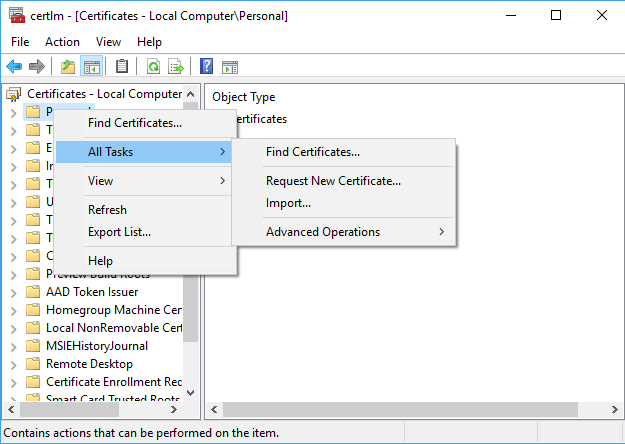 certlm - [Certificates - Local Computer\Personal]
File Action View Help
Certificates - Local Computer
Object Type
Find Certificates...
All Tasks
View
Refresh
Export List...
Help
Find Certificates...
Request New Certificate...
Import...
Advanced Operations
Preview Build Roots
AAD Token Issuer
Homegroup Machine Cer
Local NonRemovable Cer
MSIEHistoryJournal
Remote Desktop
Certificate Enrollment Req
Smart Card Trusted Roots
Contains actions that can be performed on the item.